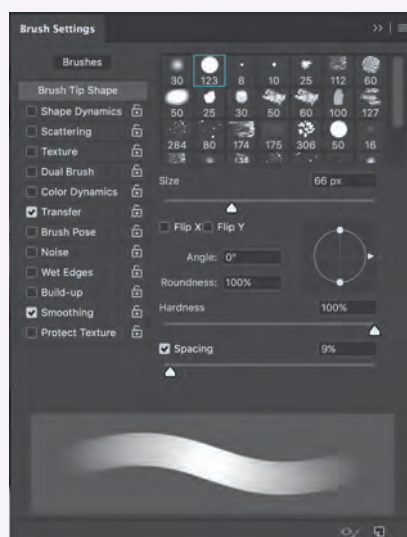 Brush Settings
Brushes
Brush Tip Shape
Shape Dynamics
Scattering
Texture
Dual Brush
Color Dynamics
Transfer
Brush Pose
Noise
Wet Edges
Build-up
Smoothing
Protect Texture
30 123 8 10 25 112 60
50 25 30 50 60 100 127
284 80 174 175 306 50 16
Size 66 px
Flip X Flip Y
Angle: 0°
Roundness: 100%
Hardness 100%
Spacing 9%